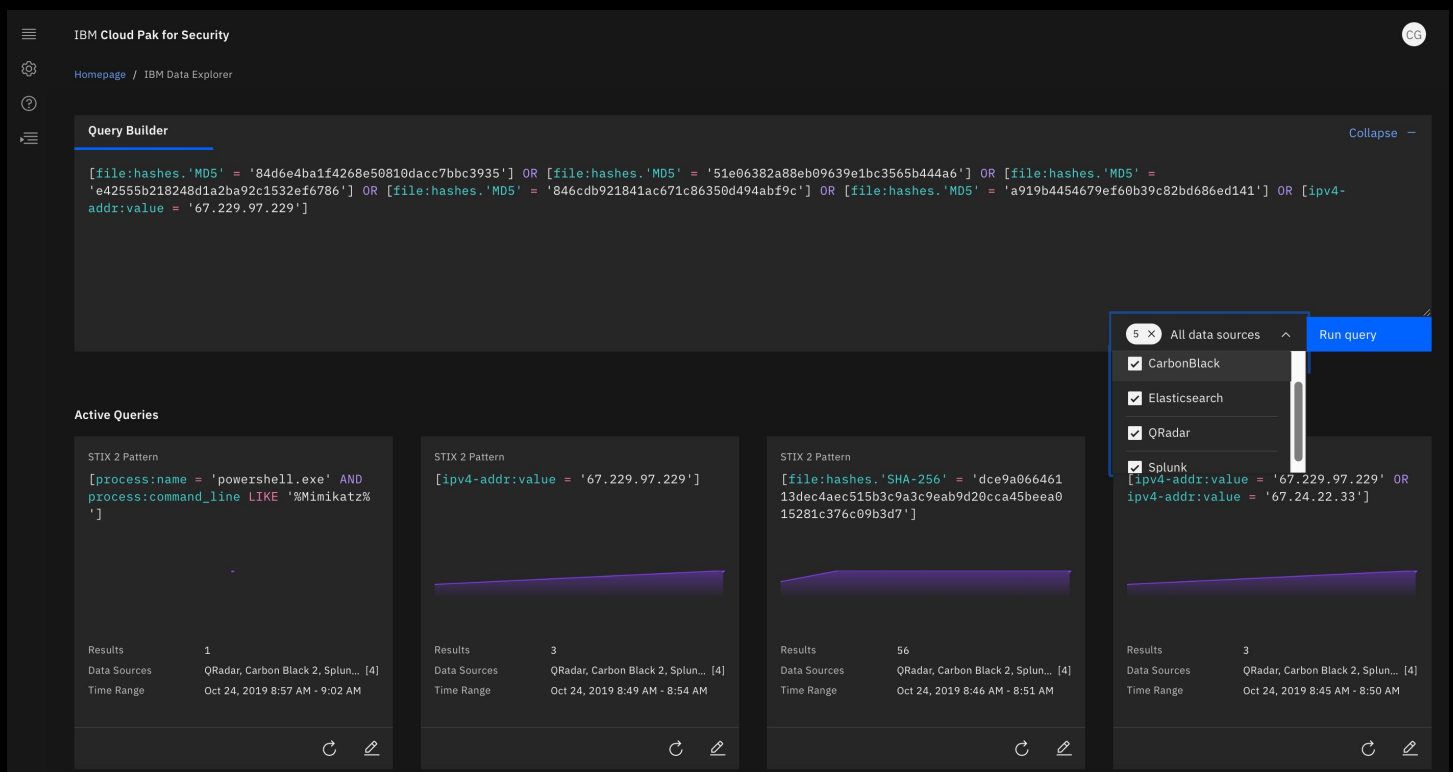 IBM Cloud Pak for Security
CG
Homepage / IBM Data Explorer
Query Builder
Collapse −
[file:hashes.'MD5' = '84d6e4ba1f4268e50810dacc7bbc3935'] OR [file:hashes.'MD5' = '51e06382a88eb09639e1bc3565b444a6'] OR [file:hashes.'MD5' =
'e42555b218248d1a2ba92c1532ef6786'] OR [file:hashes.'MD5' = '846cdb921841ac671c86350d494abf9c'] OR [file:hashes.'MD5' = 'a919b4454679ef60b39c82bd686ed141'] OR [ipv4-
addr:value = '67.229.97.229']
5 × All data sources
Run query
CarbonBlack
Elasticsearch
QRadar
Splunk
Active Queries
STIX 2 Pattern
[process:name = 'powershell.exe' AND
process:command_line LIKE '%Mimikatz%
']
Results 1
Data Sources QRadar, Carbon Black 2, Splun... [4]
Time Range Oct 24, 2019 8:57 AM - 9:02 AM
STIX 2 Pattern
[ipv4-addr:value = '67.229.97.229']
Results 3
Data Sources QRadar, Carbon Black 2, Splun... [4]
Time Range Oct 24, 2019 8:49 AM - 8:54 AM
STIX 2 Pattern
[file:hashes.'SHA-256' = 'dce9a066461
13dec4aec515b3c9a3c9eab9d20cca45beea0
15281c376c09b3d7']
Results 56
Data Sources QRadar, Carbon Black 2, Splun... [4]
Time Range Oct 24, 2019 8:46 AM - 8:51 AM
[ipv4-addr:value = '67.229.97.229' OR
ipv4-addr:value = '67.24.22.33']
Results 3
Data Sources QRadar, Carbon Black 2, Splun... [4]
Time Range Oct 24, 2019 8:45 AM - 8:50 AM